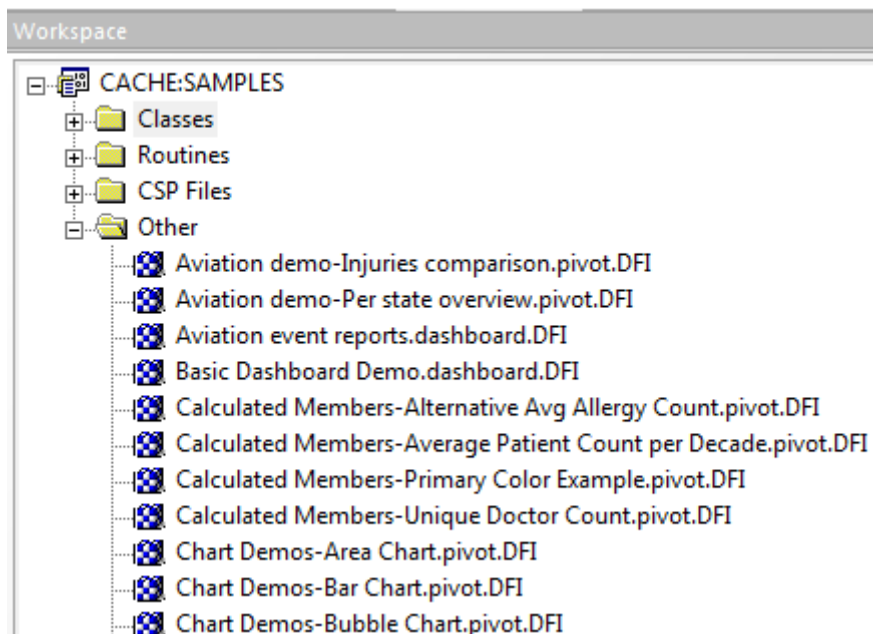 Workspace
CACHE:SAMPLES
Classes
Routines
CSP Files
Other
Aviation demo-Injuries comparison.pivot.DFI
Aviation demo-Per state overview.pivot.DFI
Aviation event reports.dashboard.DFI
Basic Dashboard Demo.dashboard.DFI
Calculated Members-Alternative Avg Allergy Count.pivot.DFI
Calculated Members-Average Patient Count per Decade.pivot.DFI
Calculated Members-Primary Color Example.pivot.DFI
Calculated Members-Unique Doctor Count.pivot.DFI
Chart Demos-Area Chart.pivot.DFI
Chart Demos-Bar Chart.pivot.DFI
Chart Demos-Bubble Chart.pivot.DFI